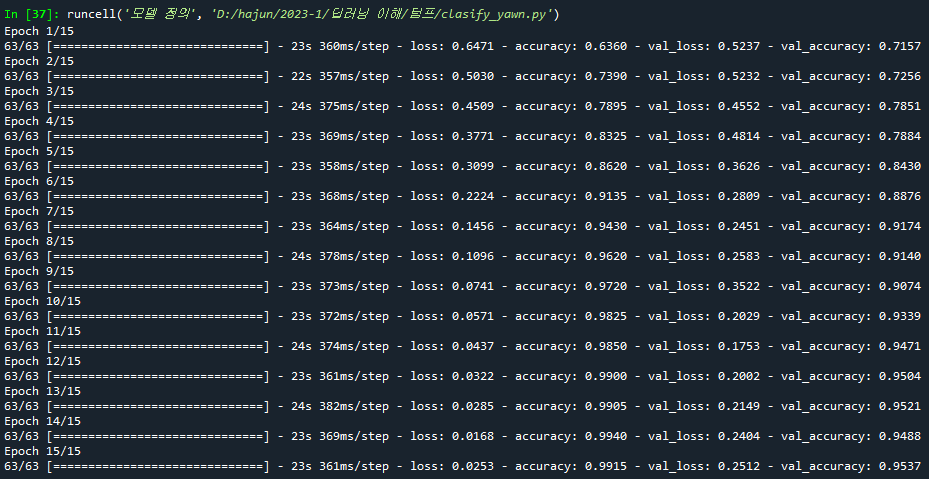 In [37]: runcell('모델 정의', 'D:/hajun/2023-1/딥러닝 이해/텀프/clasify_yawn.py')
Epoch 1/15
63/63 [==============================] - 23s 360ms/step - loss: 0.6471 - accuracy: 0.6360 - val_loss: 0.5237 - val_accuracy: 0.7157
Epoch 2/15
63/63 [==============================] - 22s 357ms/step - loss: 0.5030 - accuracy: 0.7390 - val_loss: 0.5232 - val_accuracy: 0.7256
Epoch 3/15
63/63 [==============================] - 24s 375ms/step - loss: 0.4509 - accuracy: 0.7895 - val_loss: 0.4552 - val_accuracy: 0.7851
Epoch 4/15
63/63 [==============================] - 23s 369ms/step - loss: 0.3771 - accuracy: 0.8325 - val_loss: 0.4814 - val_accuracy: 0.7884
Epoch 5/15
63/63 [==============================] - 23s 358ms/step - loss: 0.3099 - accuracy: 0.8620 - val_loss: 0.3626 - val_accuracy: 0.8430
Epoch 6/15
63/63 [==============================] - 23s 368ms/step - loss: 0.2224 - accuracy: 0.9135 - val_loss: 0.2809 - val_accuracy: 0.8876
Epoch 7/15
63/63 [==============================] - 23s 364ms/step - loss: 0.1456 - accuracy: 0.9430 - val_loss: 0.2451 - val_accuracy: 0.9174
Epoch 8/15
63/63 [==============================] - 24s 378ms/step - loss: 0.1096 - accuracy: 0.9620 - val_loss: 0.2583 - val_accuracy: 0.9140
Epoch 9/15
63/63 [==============================] - 23s 373ms/step - loss: 0.0741 - accuracy: 0.9720 - val_loss: 0.3522 - val_accuracy: 0.9074
Epoch 10/15
63/63 [==============================] - 23s 372ms/step - loss: 0.0571 - accuracy: 0.9825 - val_loss: 0.2029 - val_accuracy: 0.9339
Epoch 11/15
63/63 [==============================] - 24s 374ms/step - loss: 0.0437 - accuracy: 0.9850 - val_loss: 0.1753 - val_accuracy: 0.9471
Epoch 12/15
63/63 [==============================] - 23s 361ms/step - loss: 0.0322 - accuracy: 0.9900 - val_loss: 0.2002 - val_accuracy: 0.9504
Epoch 13/15
63/63 [==============================] - 24s 382ms/step - loss: 0.0285 - accuracy: 0.9905 - val_loss: 0.2149 - val_accuracy: 0.9521
Epoch 14/15
63/63 [==============================] - 23s 369ms/step - loss: 0.0168 - accuracy: 0.9940 - val_loss: 0.2404 - val_accuracy: 0.9488
Epoch 15/15
63/63 [==============================] - 23s 361ms/step - loss: 0.0253 - accuracy: 0.9915 - val_loss: 0.2512 - val_accuracy: 0.9537